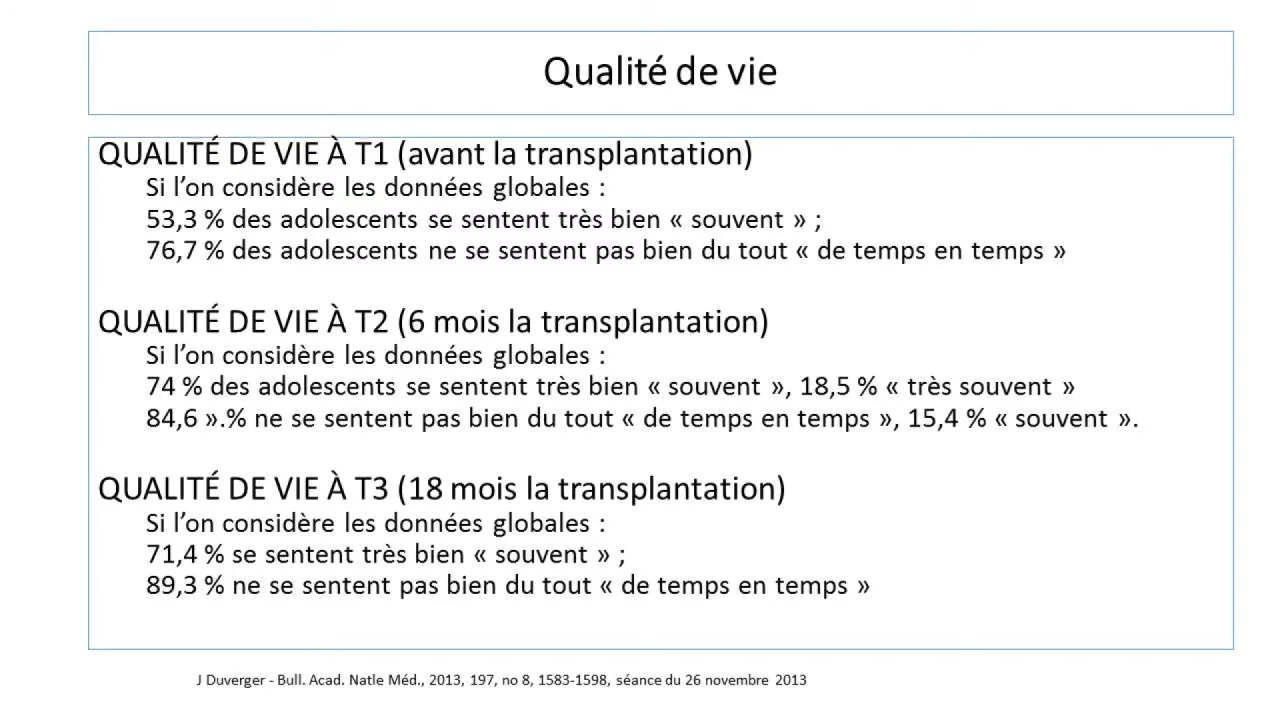 Qualité de vie
QUALITÉ DE VIE À T1 (avant la transplantation)
Si l’on considère les données globales :
53,3 % des adolescents se sentent très bien « souvent » ;
76,7 % des adolescents ne se sentent pas bien du tout « de temps en temps »
QUALITÉ DE VIE À T2 (6 mois la transplantation)
Si l’on considère les données globales :
74 % des adolescents se sentent très bien « souvent », 18,5 % « très souvent »
84,6 ».% ne se sentent pas bien du tout « de temps en temps », 15,4 % « souvent ».
QUALITÉ DE VIE À T3 (18 mois la transplantation)
Si l’on considère les données globales :
71,4 % se sentent très bien « souvent » ;
89,3 % ne se sentent pas bien du tout « de temps en temps »
J Duverger - Bull. Acad. Natle Méd., 2013, 197, no 8, 1583-1598, séance du 26 novembre 2013